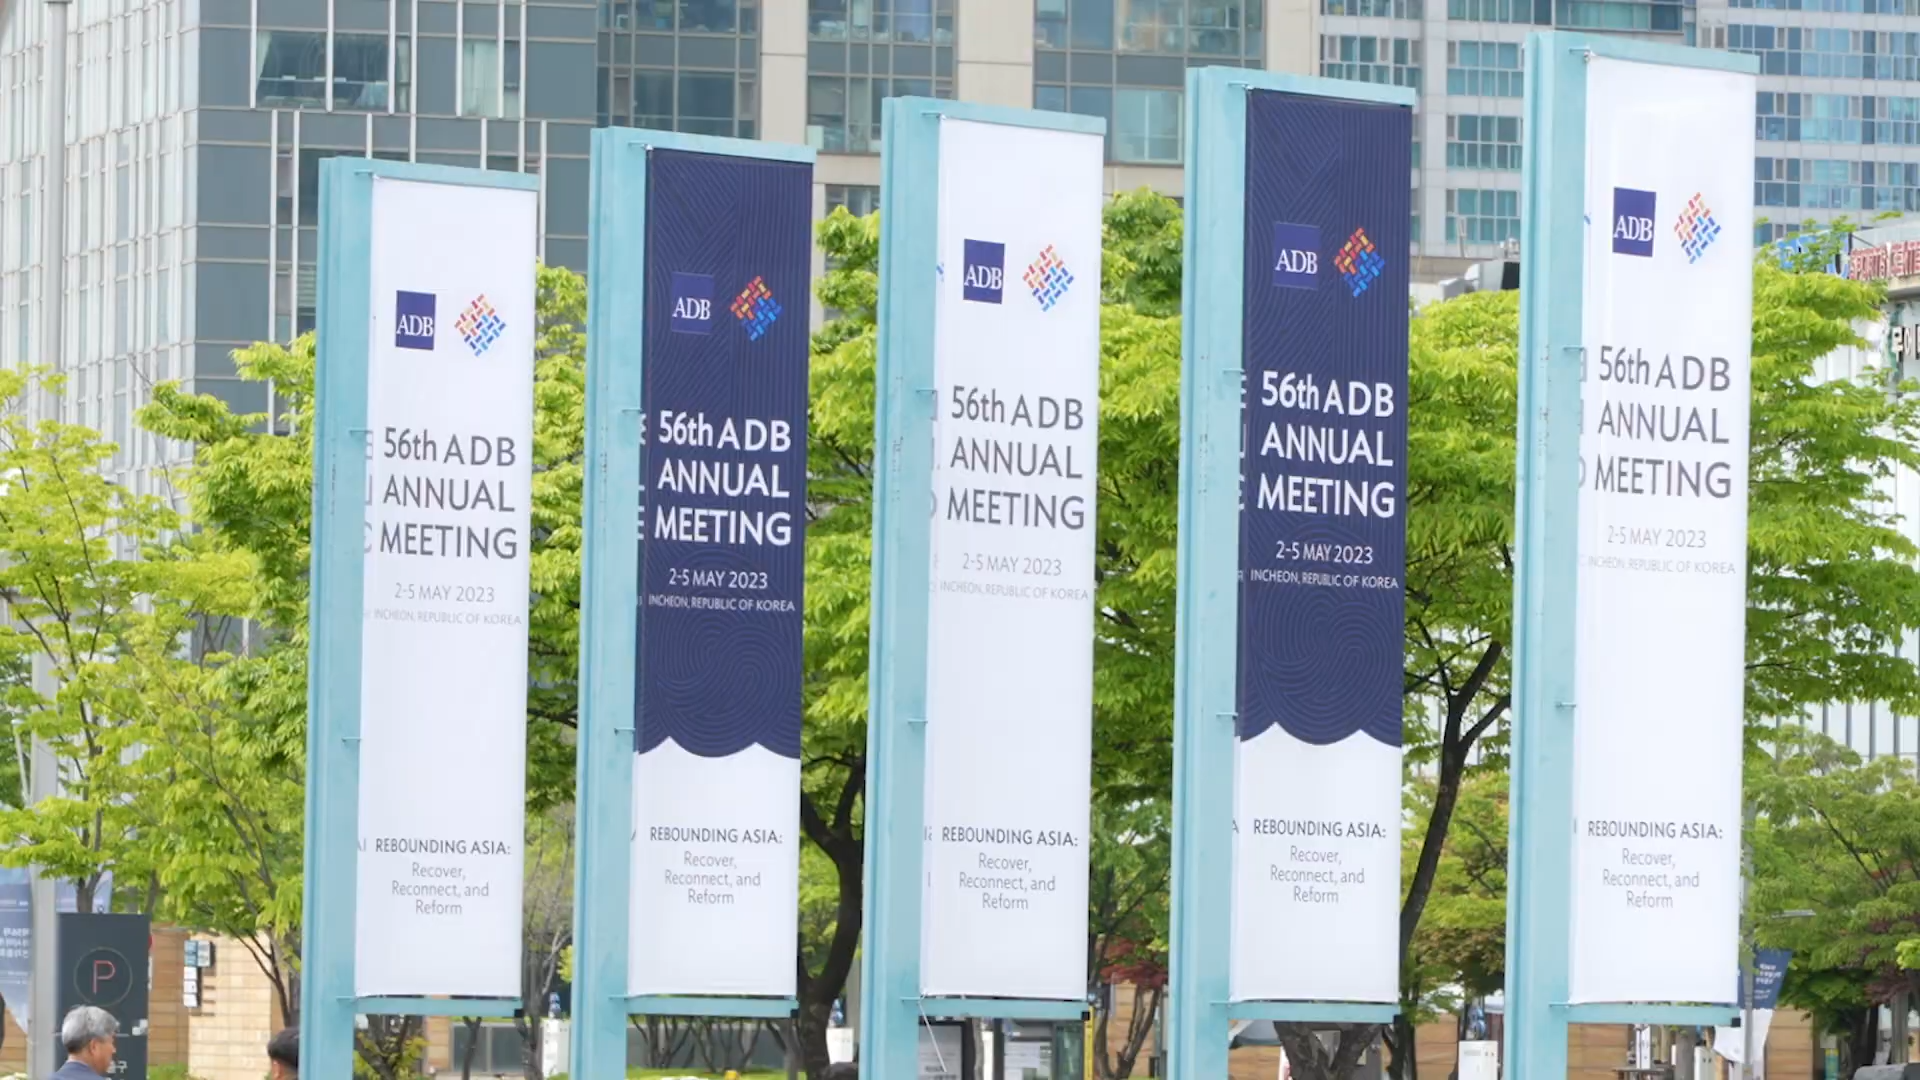 ADB
56th ADB
ANNUAL
MEETING
2-5 MAY 2023
INCHEON, REPUBLIC OF KOREA
REBOUNDING ASIA:
Recover,
Reconnect, and
Reform
ADB
56th ADB
ANNUAL
MEETING
2-5 MAY 2023
INCHEON, REPUBLIC OF KOREA
REBOUNDING ASIA:
Recover,
Reconnect, and
Reform
ADB
56th ADB
ANNUAL
MEETING
2-5 MAY 2023
INCHEON, REPUBLIC OF KOREA
REBOUNDING ASIA:
Recover,
Reconnect, and
Reform
ADB
56th ADB
ANNUAL
MEETING
2-5 MAY 2023
INCHEON, REPUBLIC OF KOREA
REBOUNDING ASIA:
Recover,
Reconnect, and
Reform
ADB
56th ADB
ANNUAL
MEETING
2-5 MAY 2023
INCHEON, REPUBLIC OF KOREA
REBOUNDING ASIA:
Recover,
Reconnect, and
Reform
P